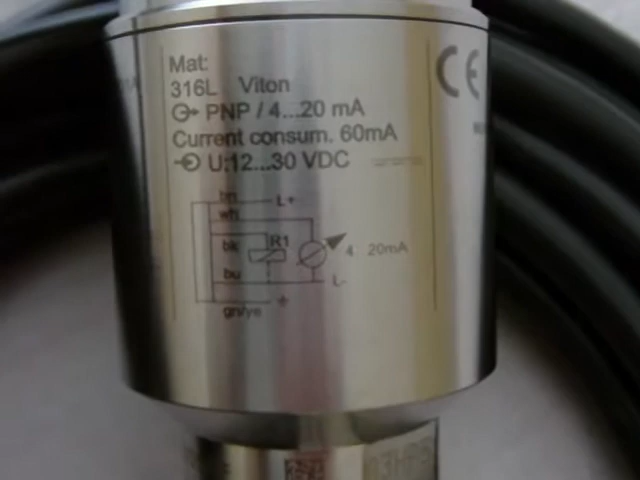 Mat:
316L Viton
PNP / 4...20 mA
Current consum. 60mA
U:12...30 VDC
CE
bn L+
wh
bk R1 4 20mA
bu L-
gn/ye